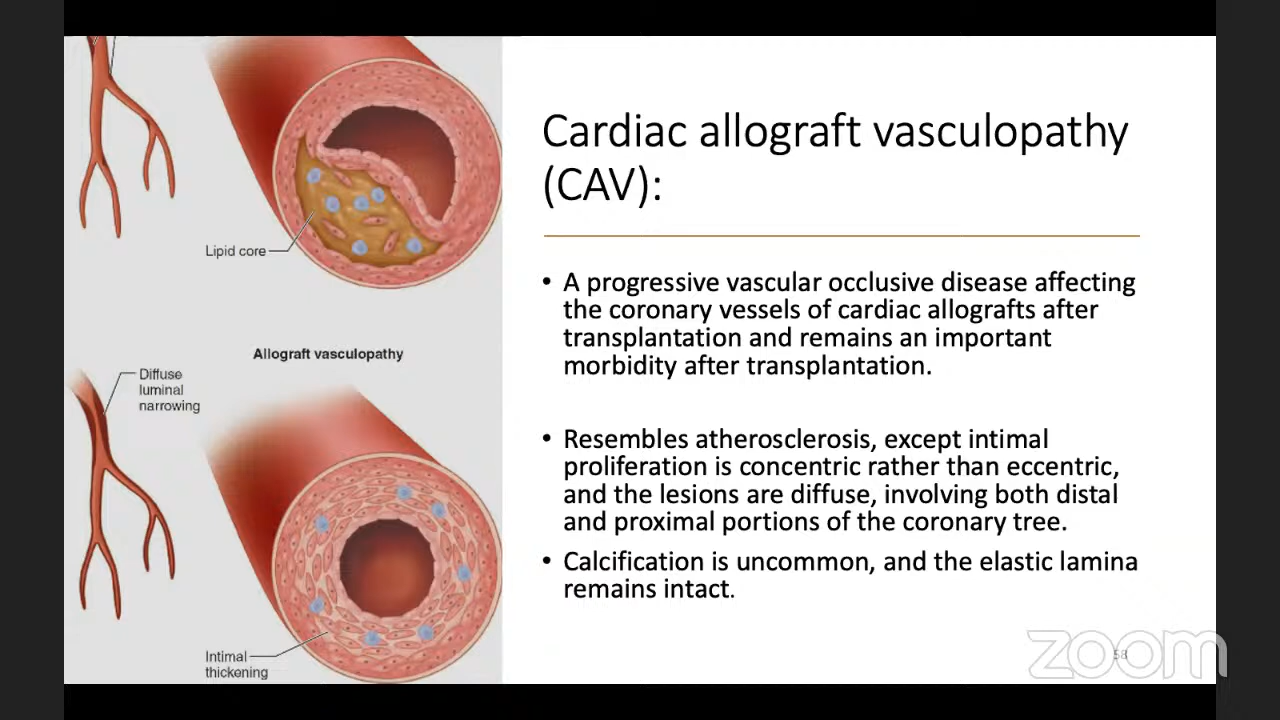 Lipid core
Allograft vasculopathy
Diffuse
luminal
narrowing
Intimal
thickening
Cardiac allograft vasculopathy
(CAV):
• A progressive vascular occlusive disease affecting
the coronary vessels of cardiac allografts after
transplantation and remains an important
morbidity after transplantation.
• Resembles atherosclerosis, except intimal
proliferation is concentric rather than eccentric,
and the lesions are diffuse, involving both distal
and proximal portions of the coronary tree.
• Calcification is uncommon, and the elastic lamina
remains intact.
58
zoom